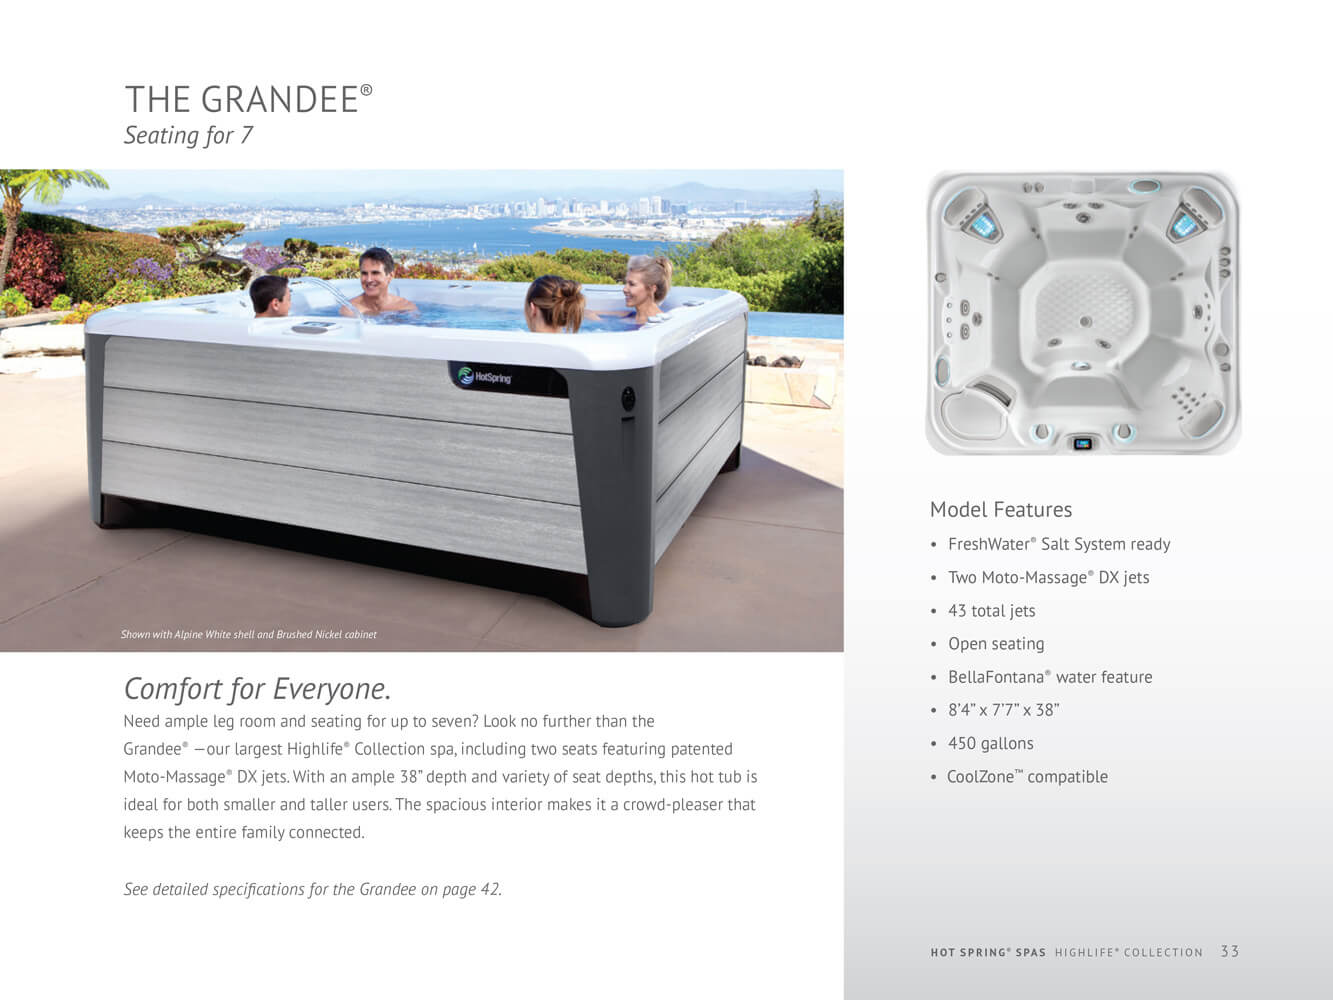 THE GRANDEE®
Seating for 7
HotSpring
Shown with Alpine White shell and Brushed Nickel cabinet
Comfort for Everyone.
Need ample leg room and seating for up to seven? Look no further than the
Grandee® —our largest Highlife® Collection spa, including two seats featuring patented
Moto-Massage® DX jets. With an ample 38” depth and variety of seat depths, this hot tub is
ideal for both smaller and taller users. The spacious interior makes it a crowd-pleaser that
keeps the entire family connected.
See detailed specifications for the Grandee on page 42.
Model Features
• FreshWater® Salt System ready
• Two Moto-Massage® DX jets
• 43 total jets
• Open seating
• BellaFontana® water feature
• 8’4” x 7’7” x 38”
• 450 gallons
• CoolZone™ compatible
HOT SPRING® SPAS HIGHLIFE® COLLECTION 33